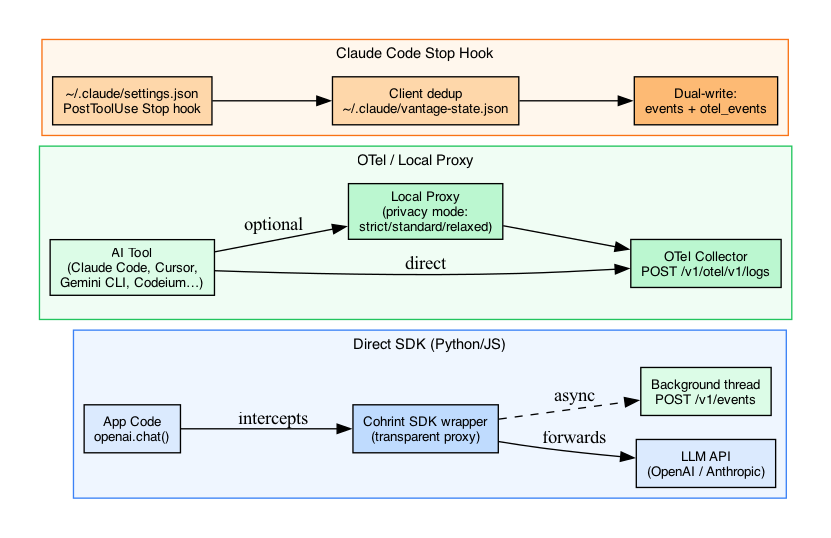 Claude Code Stop Hook
~/.claude/settings.json
PostToolUse Stop hook
Client dedup
~/.claude/vantage-state.json
Dual-write:
events + otel_events
OTel / Local Proxy
AI Tool
(Claude Code, Cursor,
Gemini CLI, Codeium…)
optional
Local Proxy
(privacy mode:
strict/standard/relaxed)
direct
OTel Collector
POST /v1/otel/v1/logs
Direct SDK (Python/JS)
App Code
openai.chat()
intercepts
Cohrint SDK wrapper
(transparent proxy)
async
Background thread
POST /v1/events
forwards
LLM API
(OpenAI / Anthropic)